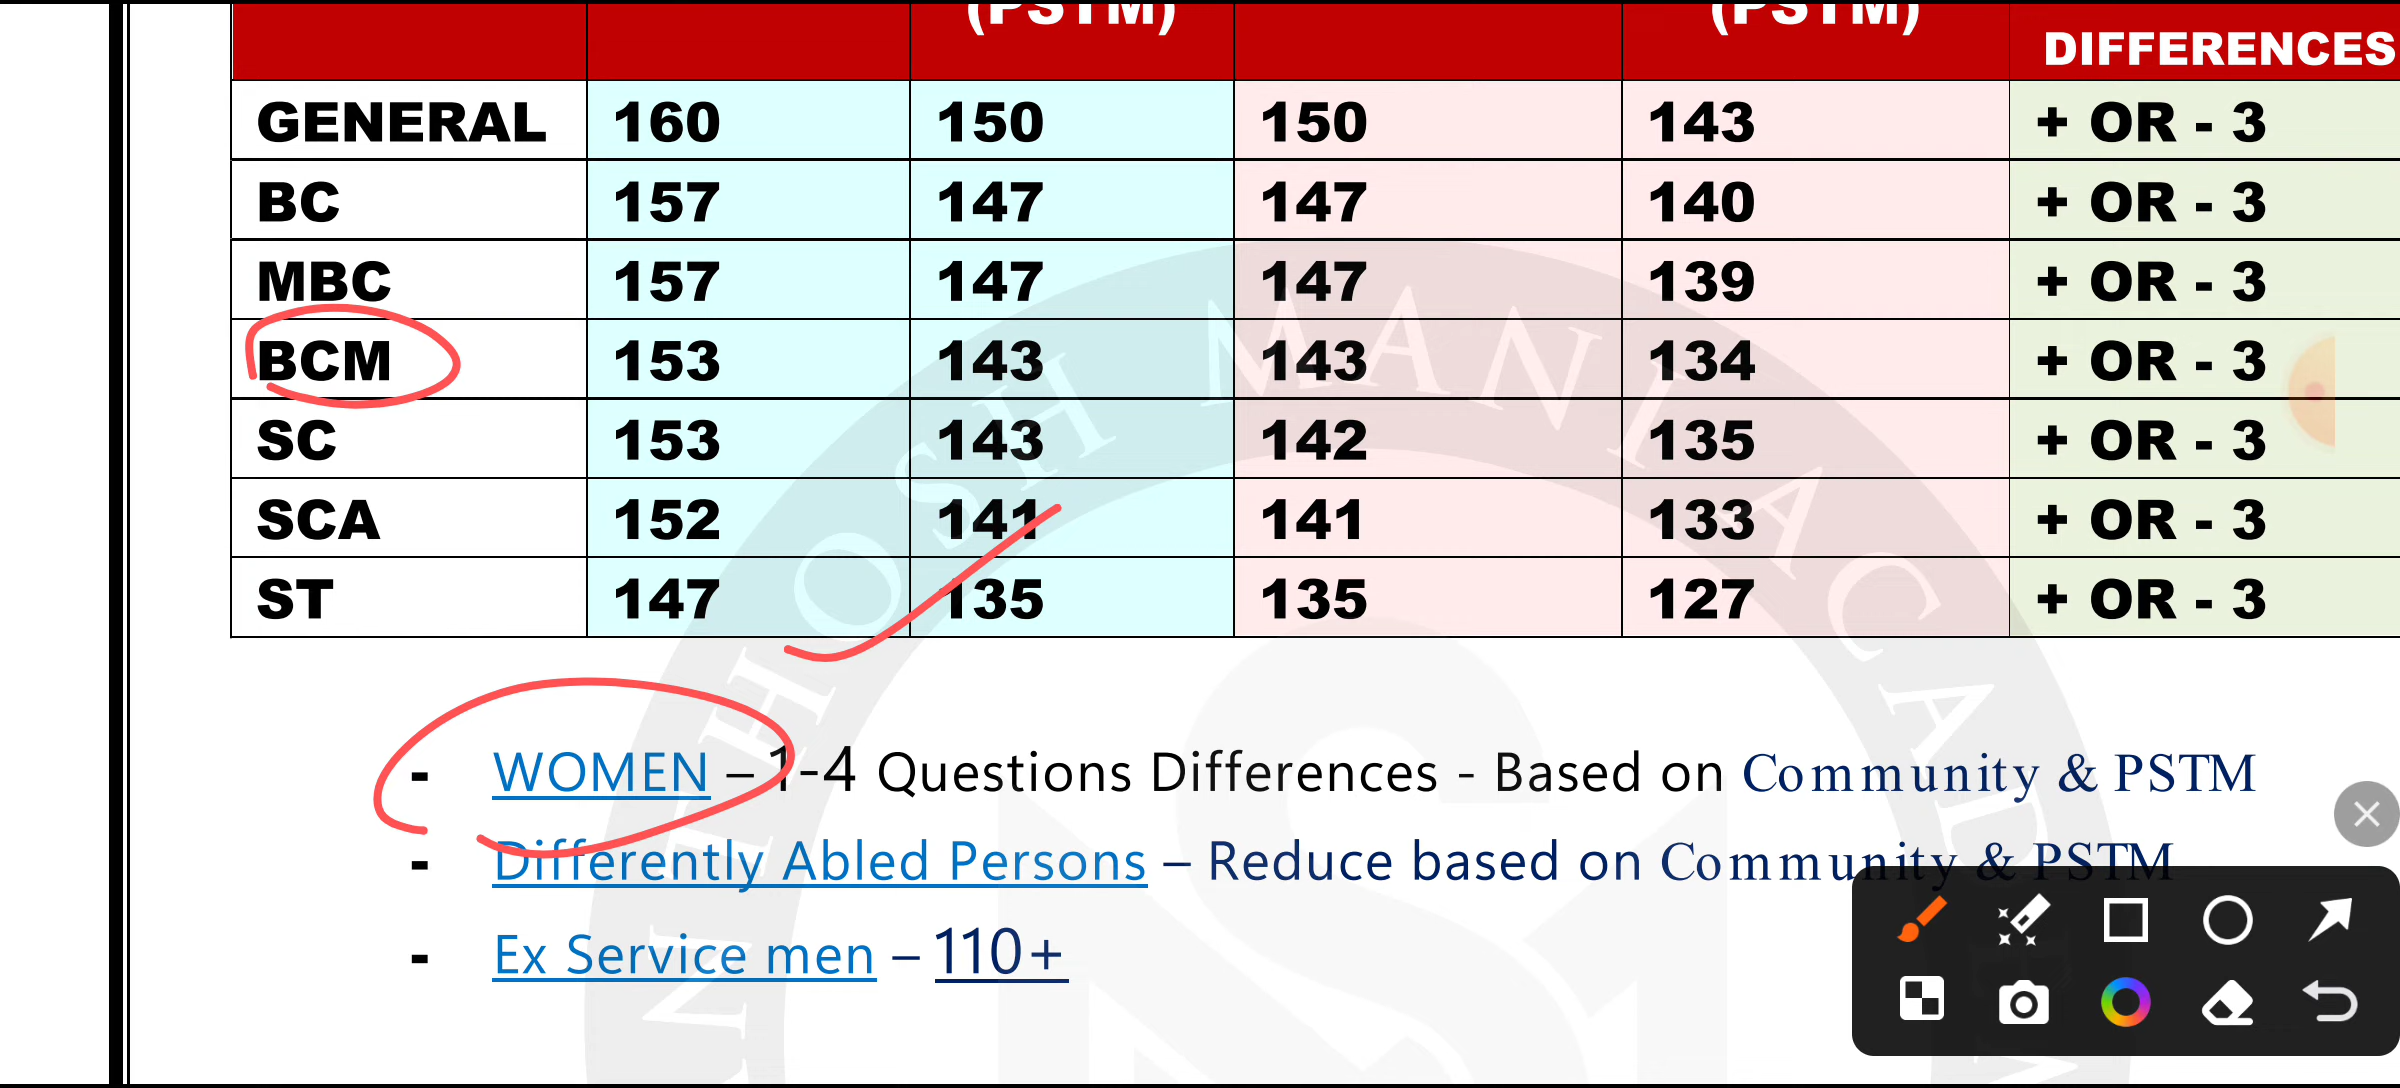 (PSTM) (PSTM)
DIFFERENCES
GENERAL 160 150 150 143 + OR - 3
BC 157 147 147 140 + OR - 3
MBC 157 147 147 139 + OR - 3
BCM 153 143 143 134 + OR - 3
SC 153 143 142 135 + OR - 3
SCA 152 141 141 133 + OR - 3
ST 147 135 135 127 + OR - 3
- WOMEN – 1-4 Questions Differences - Based on Community & PSTM
- Differently Abled Persons – Reduce based on Community & PSTM
- Ex Service men – 110+
NTHOSH MANI ACADEM